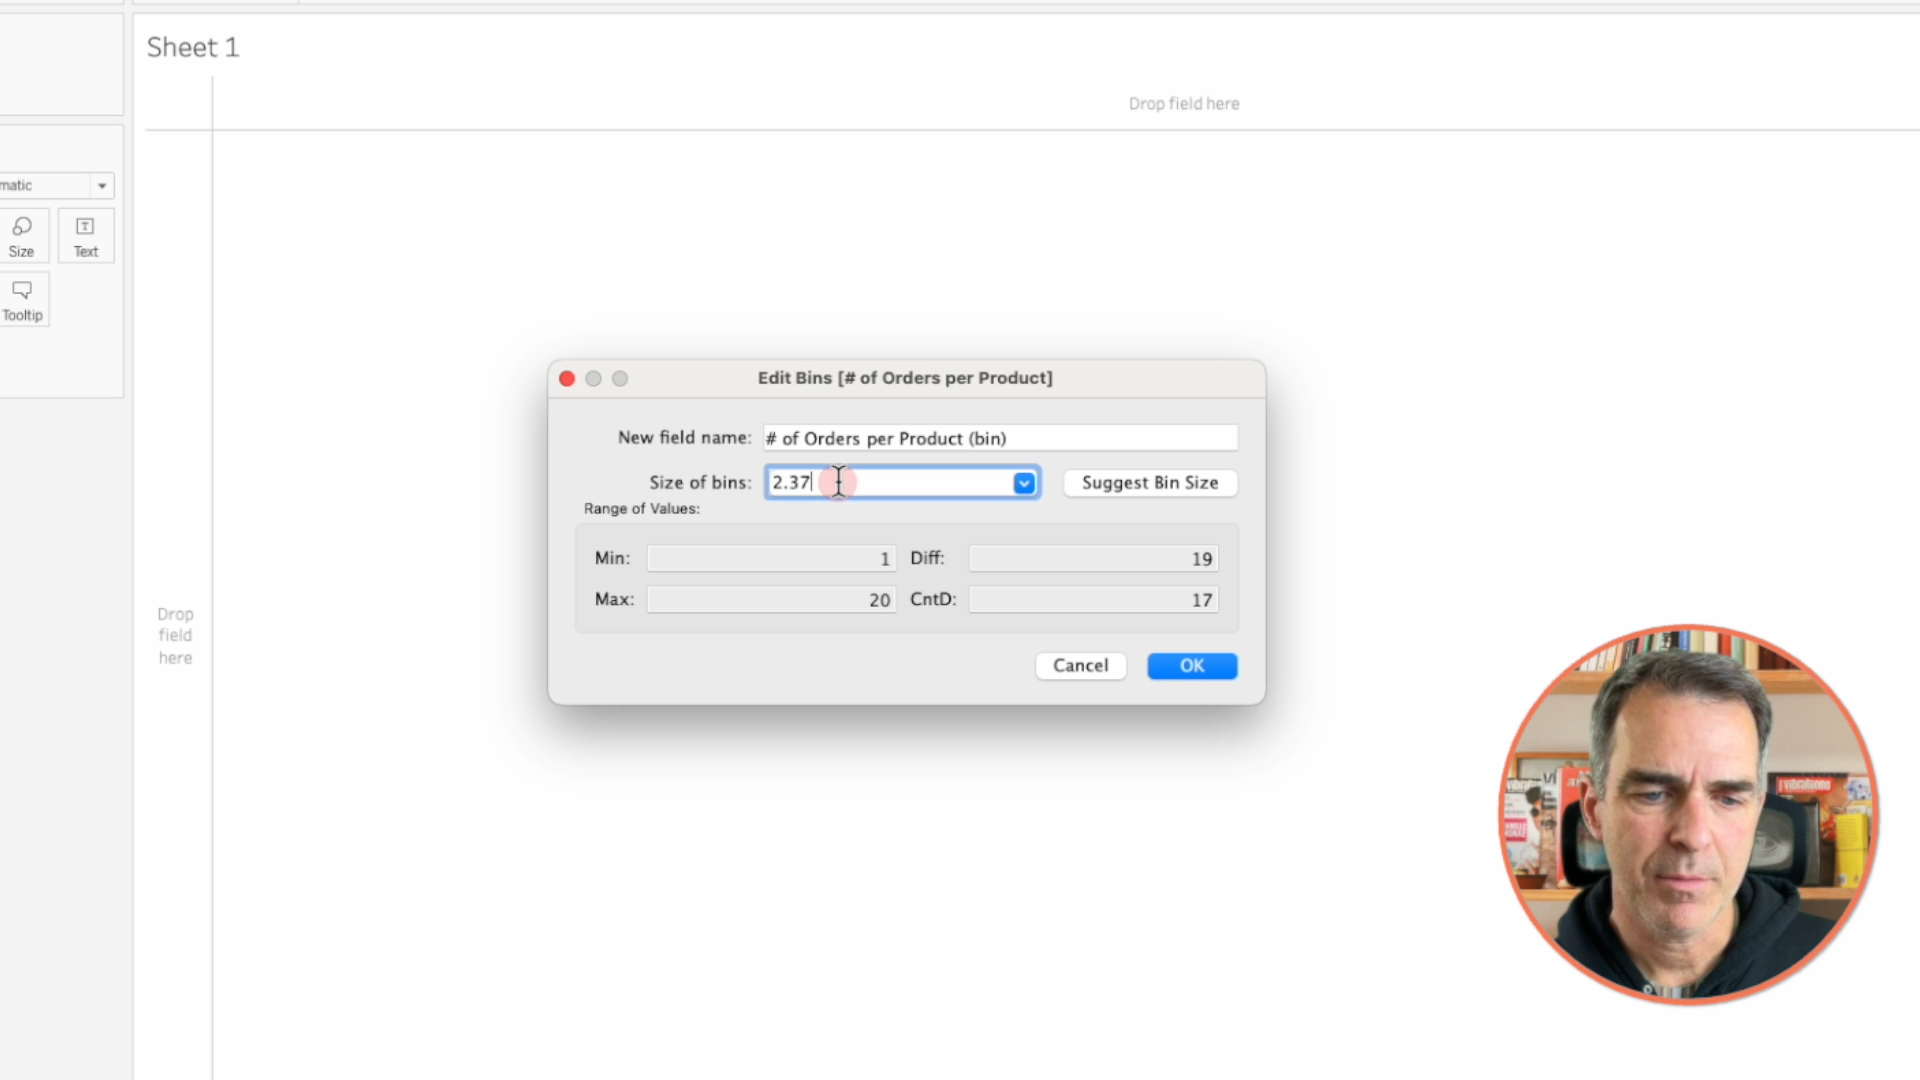 Sheet 1
Drop field here
matic
Size
Text
Tooltip
Drop
field
here
Edit Bins [# of Orders per Product]
New field name:
# of Orders per Product (bin)
Size of bins:
2.37
Suggest Bin Size
Range of Values:
Min:
1
Diff:
19
Max:
20
CntD:
17
Cancel
OK